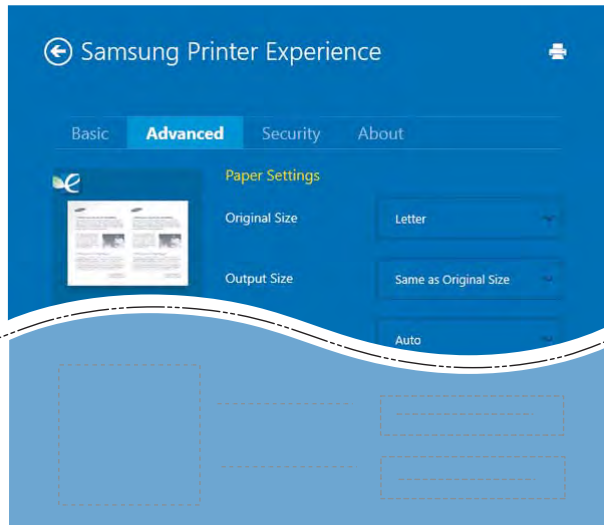 Samsung Printer Experience
Basic Advanced Security About
Paper Settings
Original Size Letter
Output Size Same as Original Size
Auto